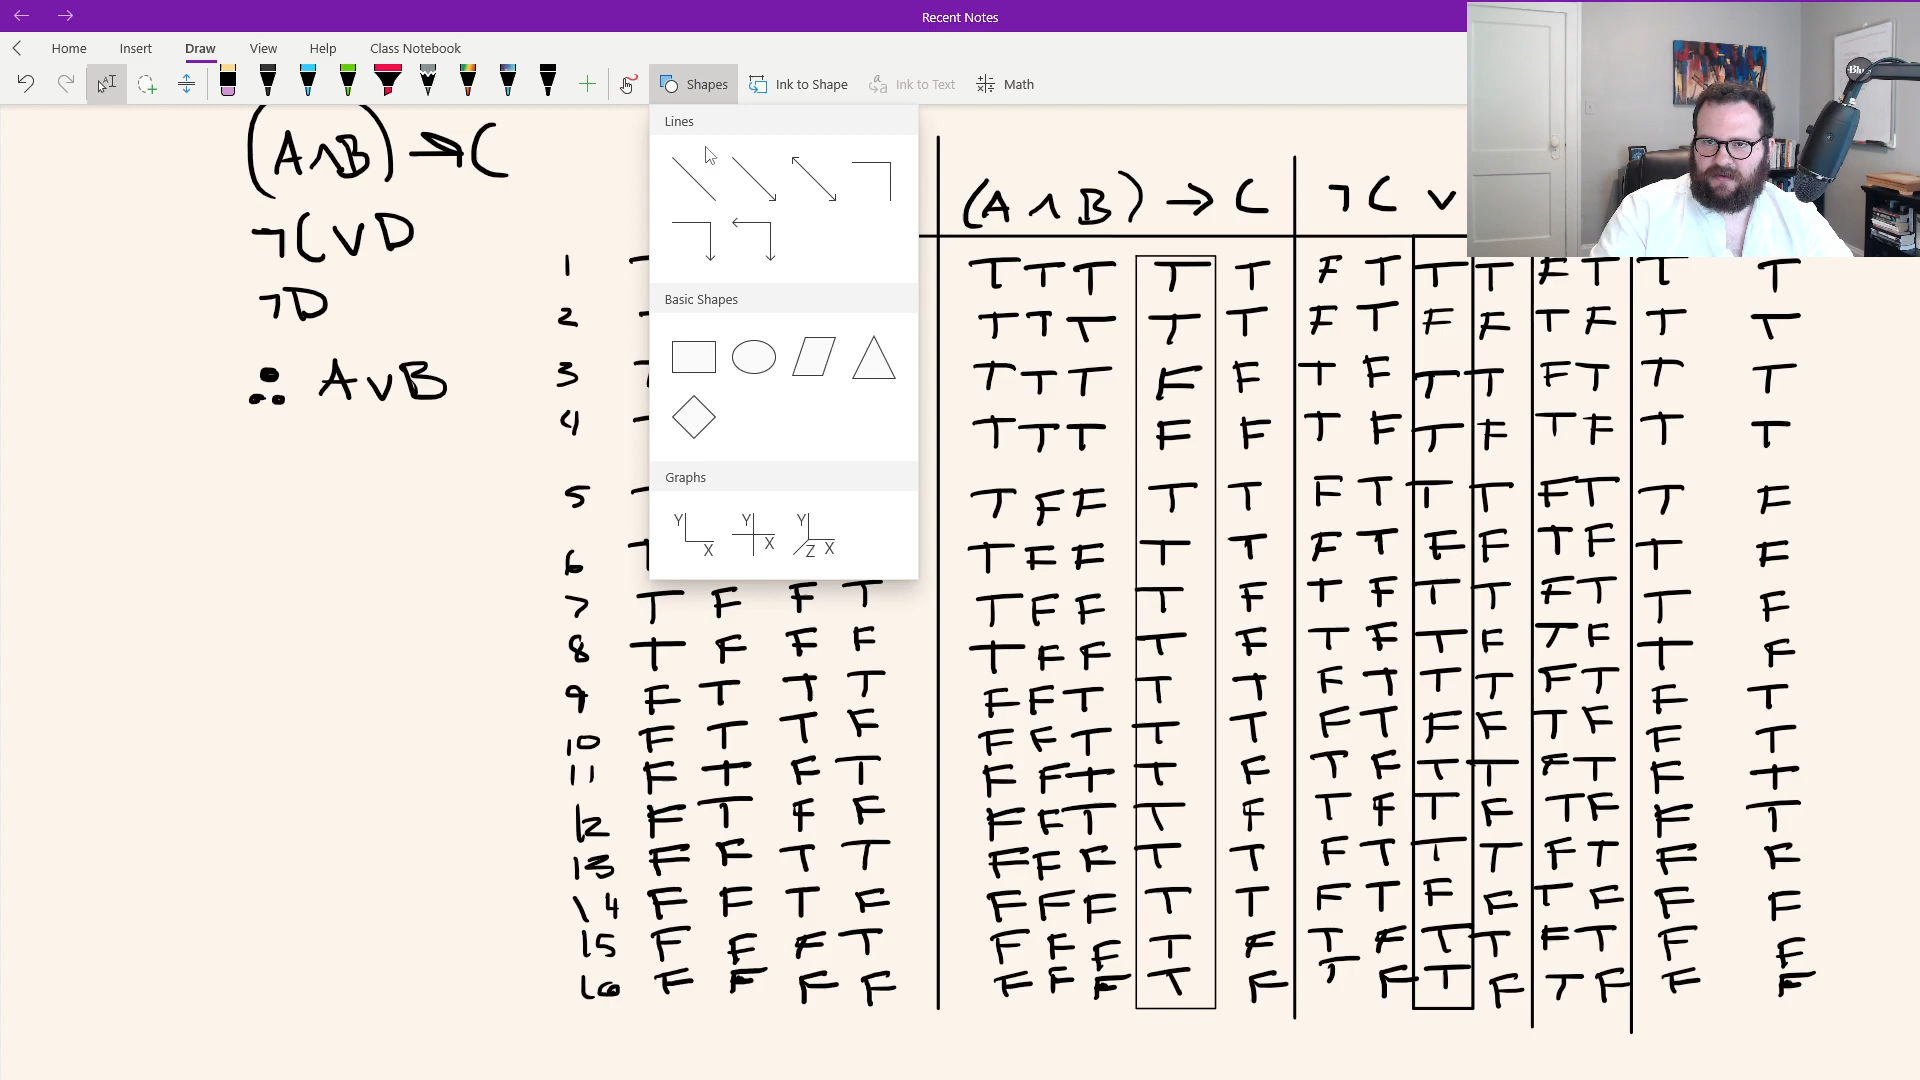 Recent Notes
Home Insert Draw View Help Class Notebook
Shapes Ink to Shape Ink to Text Math
Lines
Basic Shapes
Graphs
Y X Y X Y Z X
(A∧B)→C
¬C∨D
¬D
∴ A∨B
(A ∧ B) → C ¬C ∨
1 T T T T T F T T T F T T T
2 T T T T T F T F F T F T T
3 T T T F F T F T T F T T T
4 T T T F F T F T F T F T T
5 T F F T T F T T T F T T F
6 T F F T T F T F F T F T F
7 T F F T T F F T F T F T T F T T F
8 T F F F T F F T F T F T F T F T F
9 F T T T F F T T T F T T T F T F T
10 F T T F F F T T T F T F F T F F T
11 F T F T F F T T F T F T T F T F T
12 F T F F F F T T F T F T F T F F T
13 F F T T F F F T T F T T T F T F F
14 F F T F F F F T T F T F F T F F F
15 F F F T F F F T F T F T T F T F F
16 F F F F F F F T F T F T F T F F F